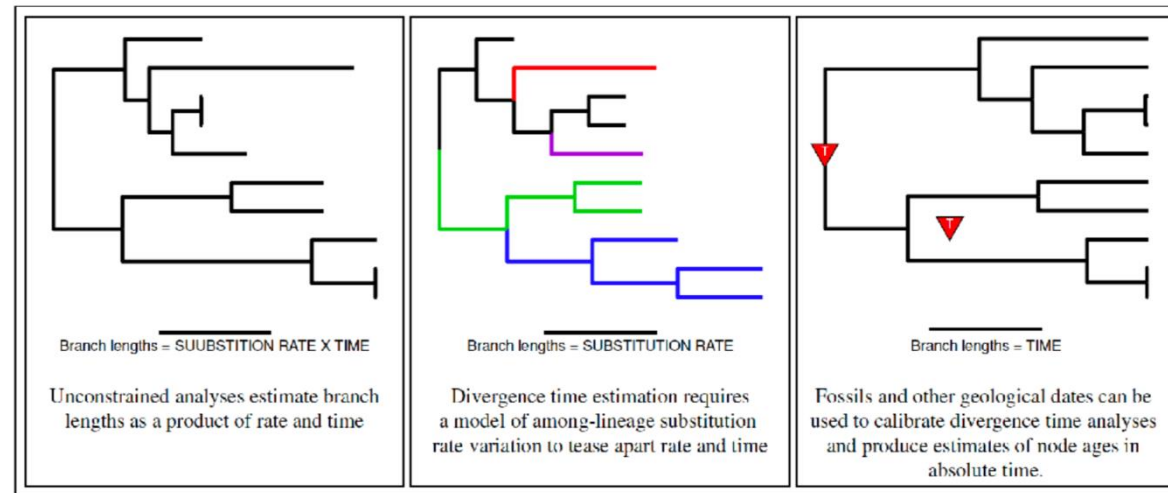 Branch lengths = SUUBSTITION RATE X TIME
Unconstrained analyses estimate branch
lengths as a product of rate and time
Branch lengths = SUBSTITUTION RATE
Divergence time estimation requires
a model of among-lineage substitution
rate variation to tease apart rate and time
T
T
Branch lengths = TIME
Fossils and other geological dates can be
used to calibrate divergence time analyses
and produce estimates of node ages in
absolute time.